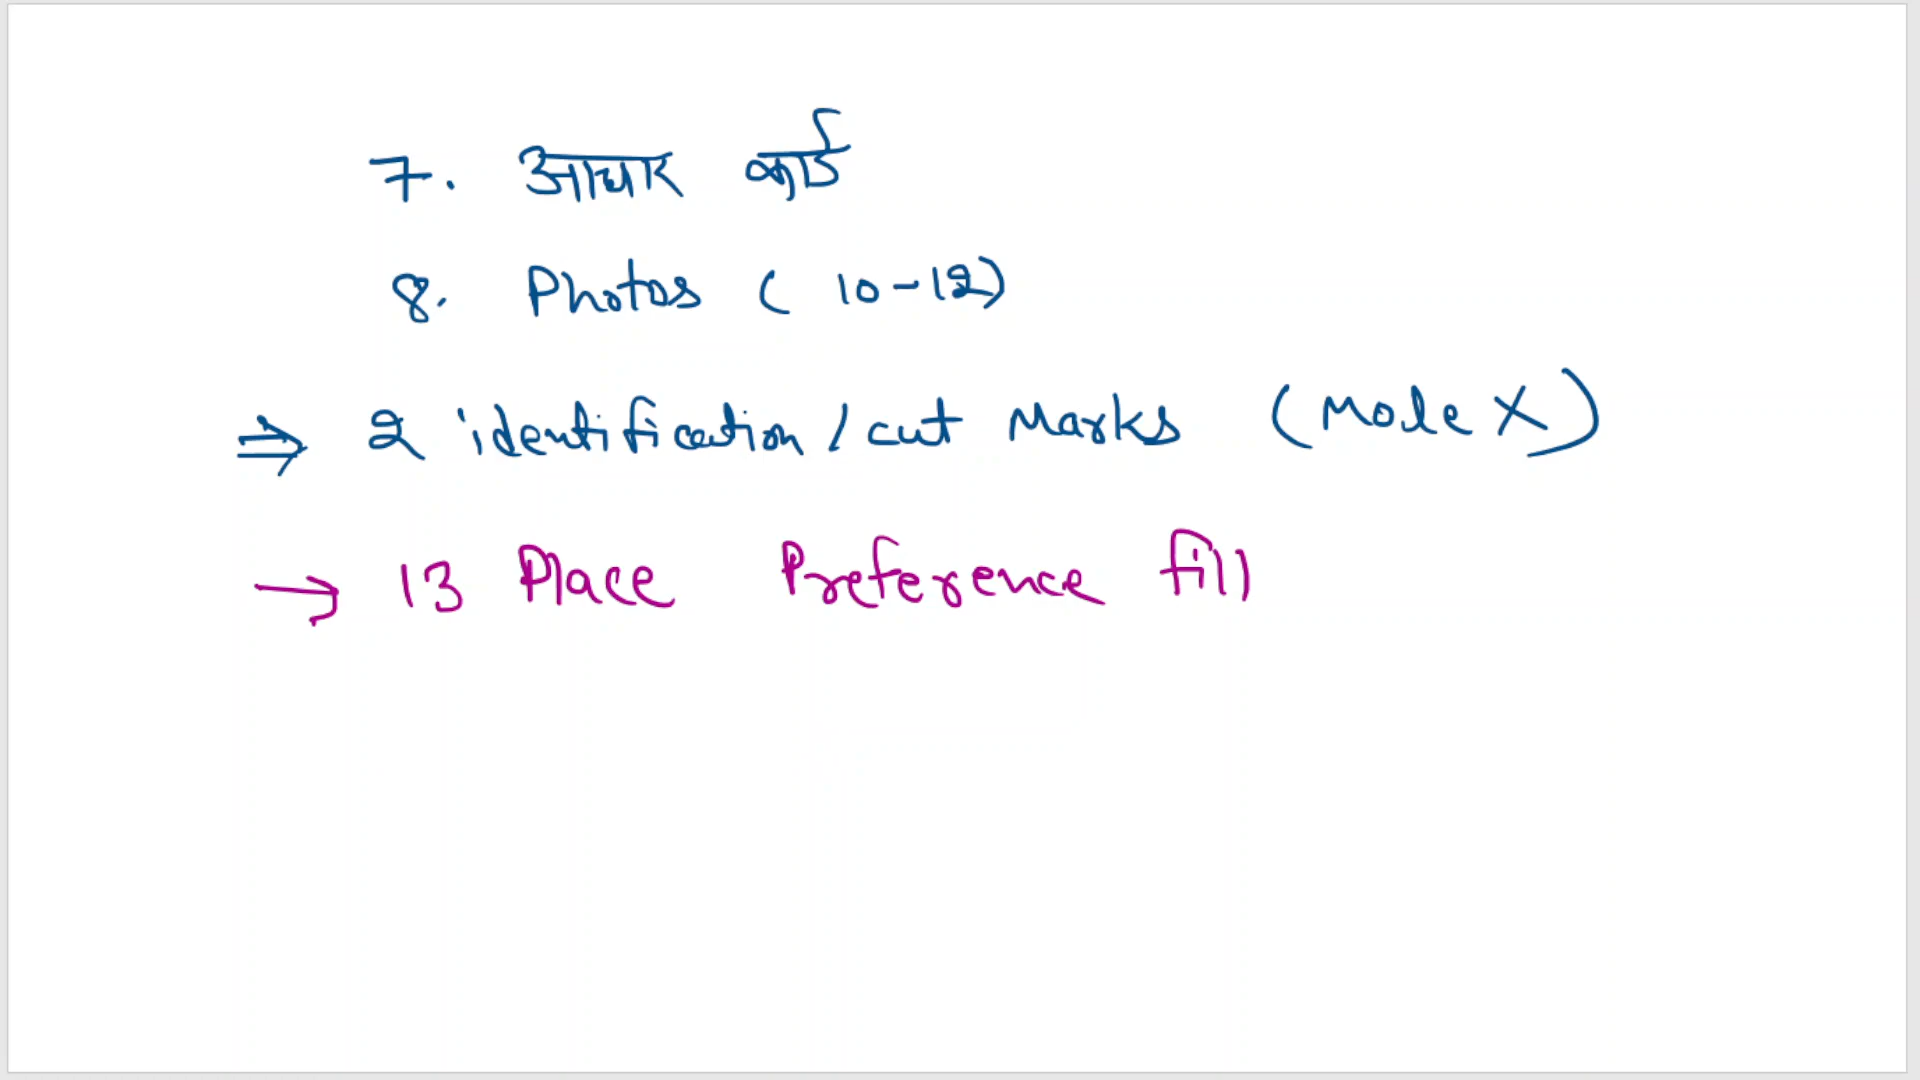 7. आधार कार्ड
8. Photos ( 10-12)
⇒ 2 identification / cut Marks (Mole X)
→ 13 Place Preference fill